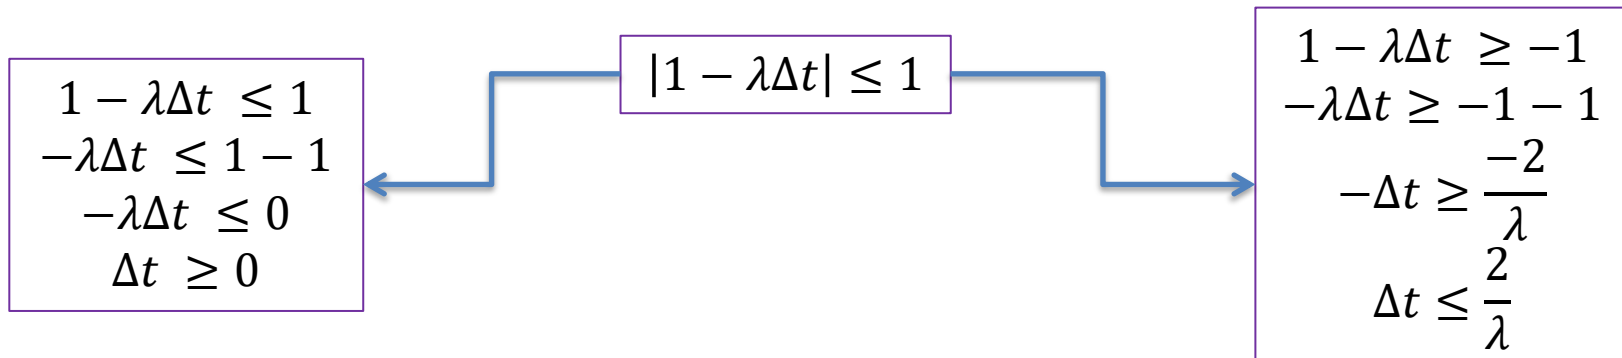 |1 − λΔt| ≤ 1
1 − λΔt ≤ 1
−λΔt ≤ 1 − 1
−λΔt ≤ 0
Δt ≥ 0
1 − λΔt ≥ −1
−λΔt ≥ −1 − 1
−Δt ≥ −2/λ
Δt ≤ 2/λ